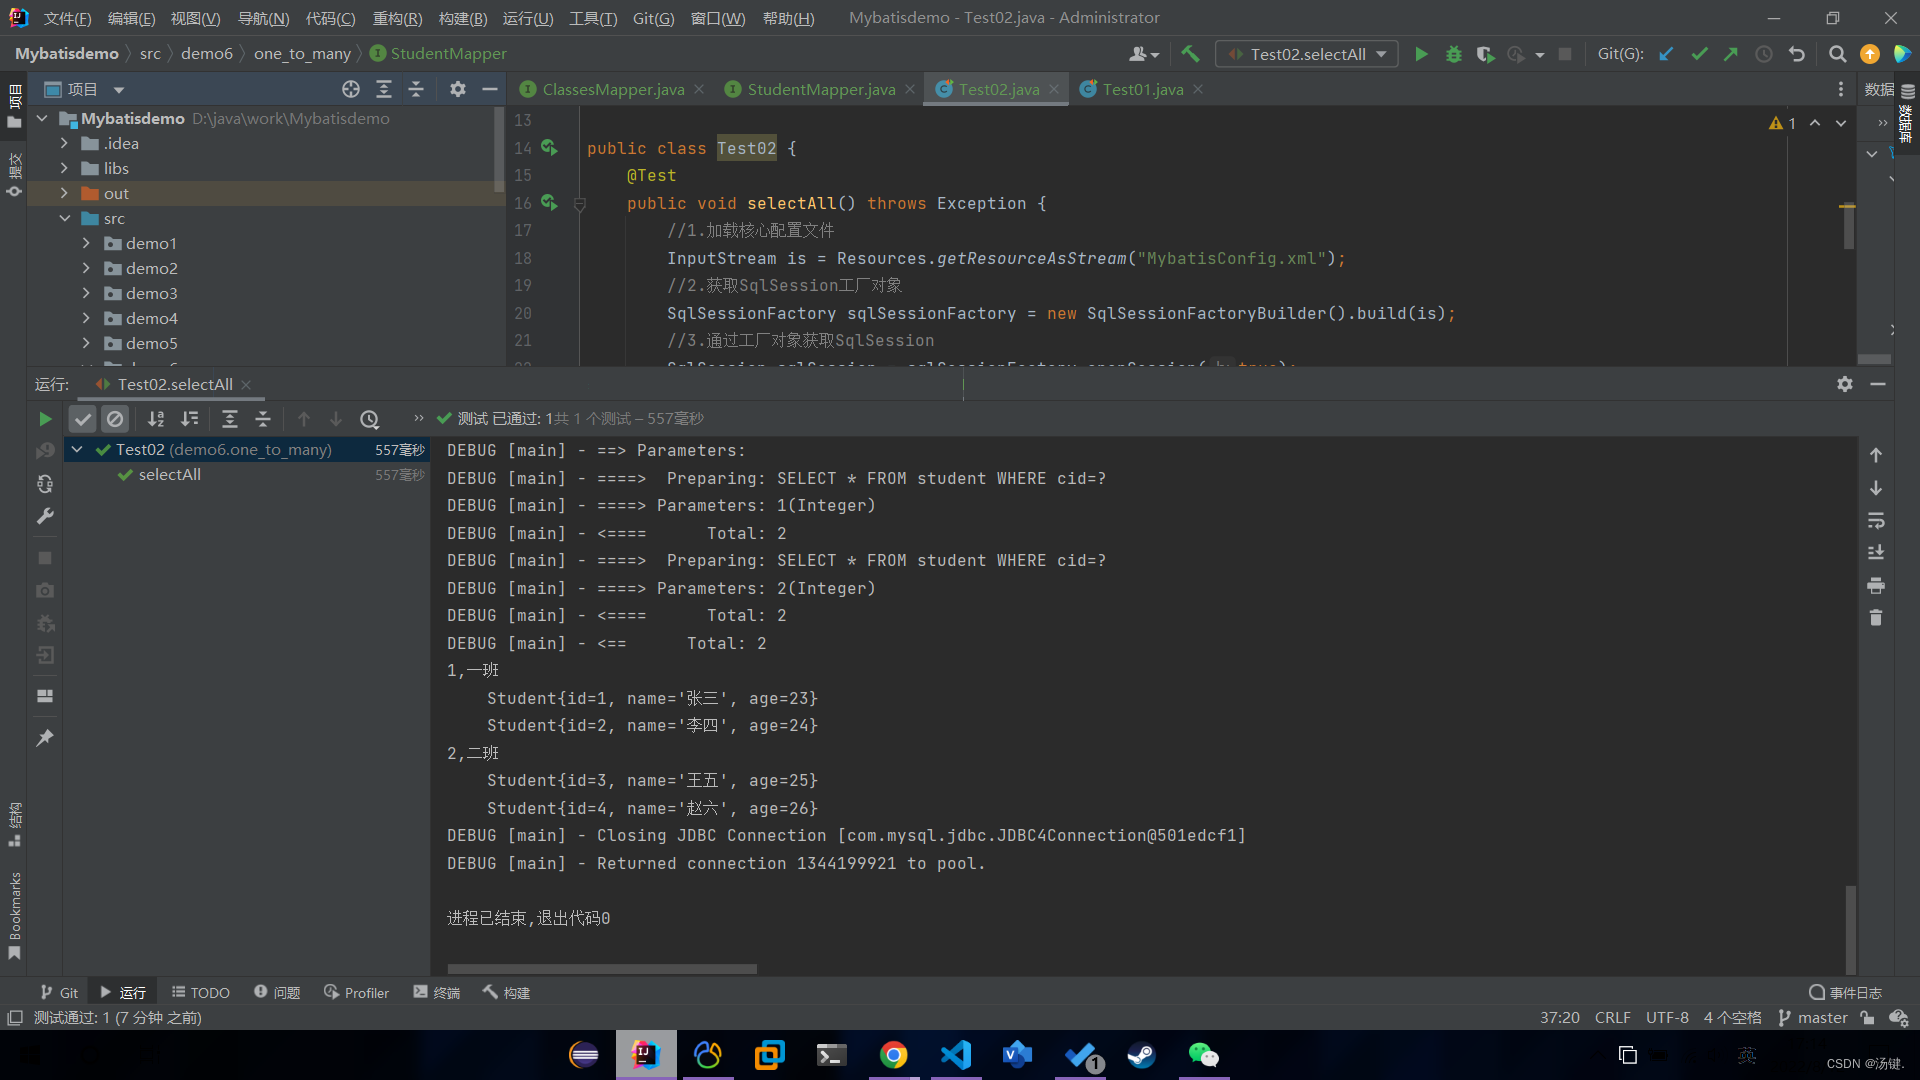 文件(F) 编辑(E) 视图(V) 导航(N) 代码(C) 重构(R) 构建(B) 运行(U) 工具(T) Git(G) 窗口(W) 帮助(H) Mybatisdemo - Test02.java - Administrator
Mybatisdemo src demo6 one_to_many StudentMapper Test02.selectAll Git(G):
项目 ClassesMapper.java StudentMapper.java Test02.java Test01.java 数据
项目
提交
结构
Bookmarks
数据库
Mybatisdemo D:\java\work\Mybatisdemo
.idea
libs
out
src
demo1
demo2
demo3
demo4
demo5
1
13
14 public class Test02 {
15 @Test
16 public void selectAll() throws Exception {
17 //1.加载核心配置文件
18 InputStream is = Resources.getResourceAsStream("MybatisConfig.xml");
19 //2.获取SqlSession工厂对象
20 SqlSessionFactory sqlSessionFactory = new SqlSessionFactoryBuilder().build(is);
21 //3.通过工厂对象获取SqlSession
运行: Test02.selectAll
测试 已通过: 1共 1 个测试 – 557毫秒
Test02 (demo6.one_to_many) 557毫秒
selectAll 557毫秒
DEBUG [main] - ==> Parameters:
DEBUG [main] - ====>  Preparing: SELECT * FROM student WHERE cid=?
DEBUG [main] - ====> Parameters: 1(Integer)
DEBUG [main] - <====      Total: 2
DEBUG [main] - ====>  Preparing: SELECT * FROM student WHERE cid=?
DEBUG [main] - ====> Parameters: 2(Integer)
DEBUG [main] - <====      Total: 2
DEBUG [main] - <==      Total: 2
1,一班
Student{id=1, name='张三', age=23}
Student{id=2, name='李四', age=24}
2,二班
Student{id=3, name='王五', age=25}
Student{id=4, name='赵六', age=26}
DEBUG [main] - Closing JDBC Connection [com.mysql.jdbc.JDBC4Connection@501edcf1]
DEBUG [main] - Returned connection 1344199921 to pool.
进程已结束,退出代码0
Git 运行 TODO 问题 Profiler 终端 构建 事件日志
测试通过: 1 (7 分钟 之前) 37:20 CRLF UTF-8 4 个空格 master
1 英
CSDN @汤键.